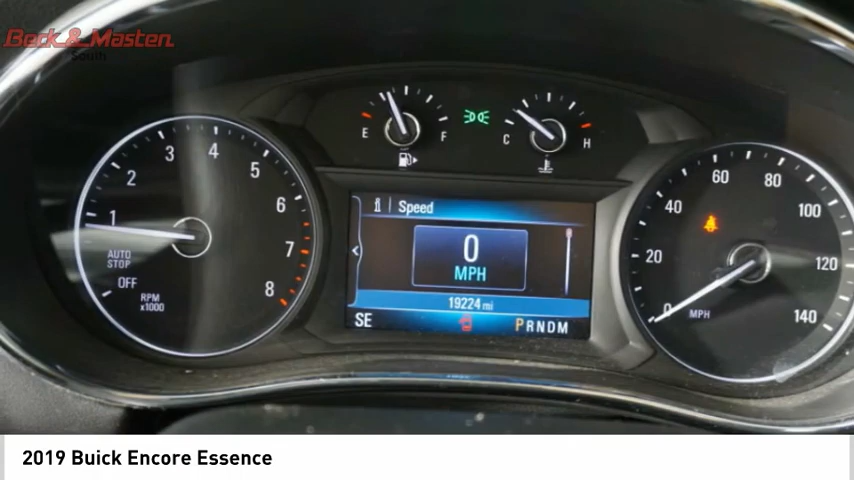 Beck & Masten
South
1
2
3
4
5
6
7
8
AUTO
STOP
OFF
RPM
x1000
E
F
C
H
i Speed
0
MPH
19224 mi
SE
PRNDM
0
20
40
60
80
100
120
140
MPH
2019 Buick Encore Essence